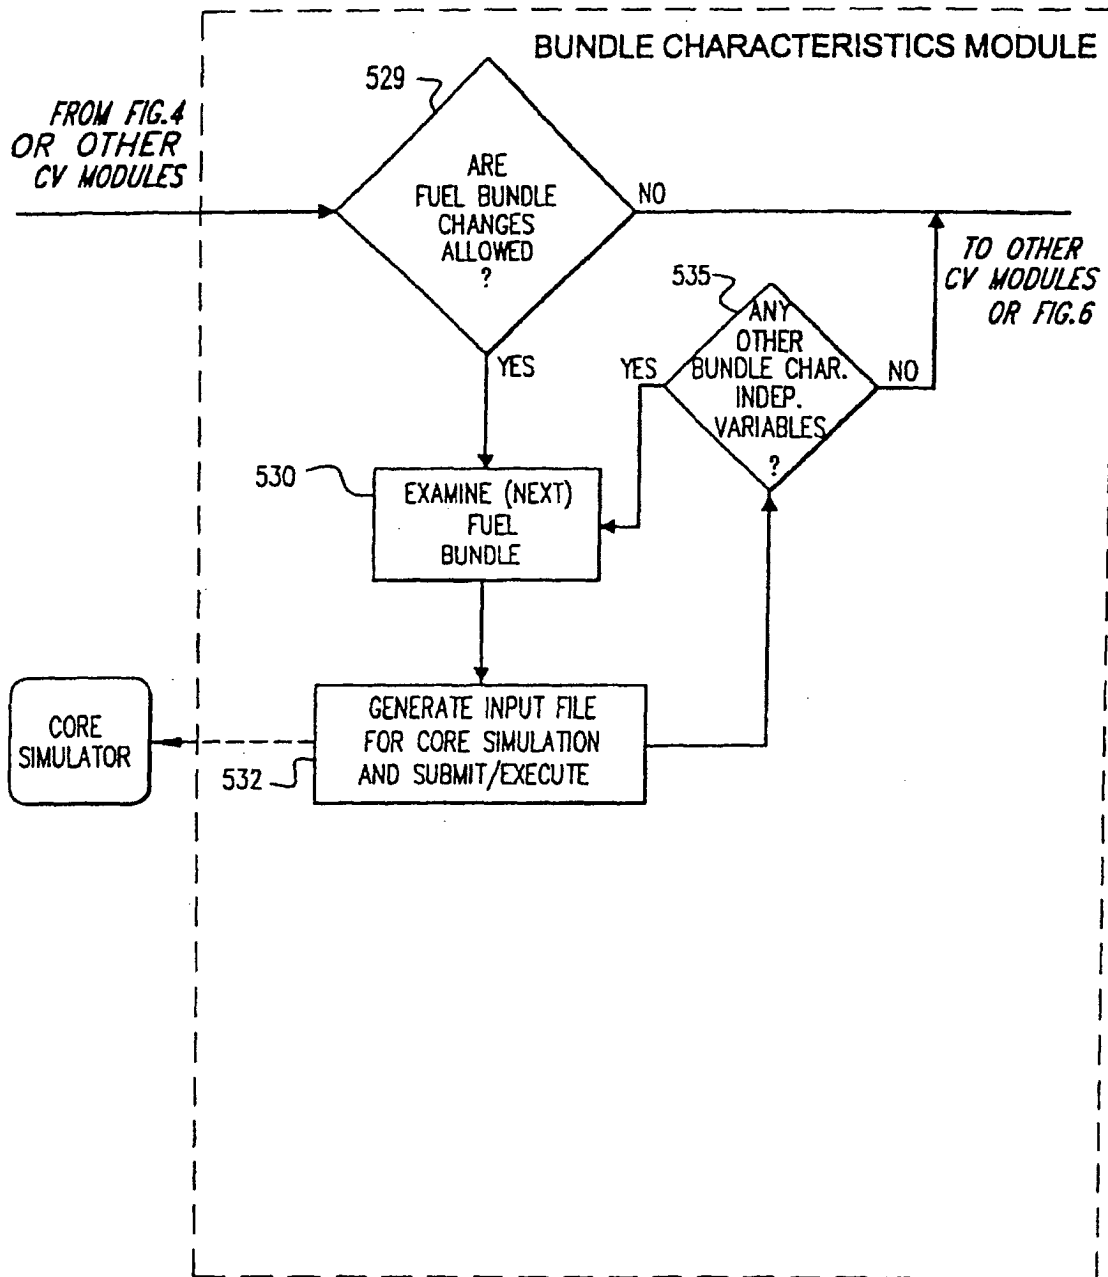 BUNDLE CHARACTERISTICS MODULE
529
FROM FIG.4
OR OTHER
CV MODULES
ARE
FUEL BUNDLE
CHANGES
ALLOWED
?
NO
TO OTHER
CV MODULES
OR FIG.6
535
ANY
OTHER
BUNDLE CHAR.
INDEP.
VARIABLES
?
YES
NO
YES
530
EXAMINE (NEXT)
FUEL
BUNDLE
CORE
SIMULATOR
GENERATE INPUT FILE
FOR CORE SIMULATION
AND SUBMIT/EXECUTE
532